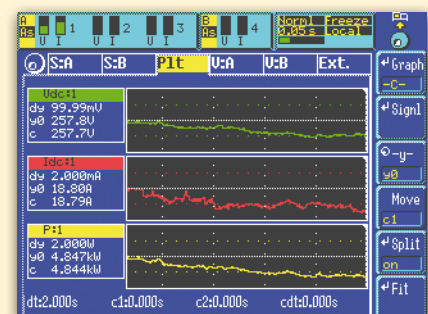 A As U I U I 1 2 U I 3 B As U I 4 Norml Freeze
0.05s Local
S:A S:B Plt U:A U:B Ext.
Graph
-C-
Signl
-y-
y0
Move
c1
Split
on
Fit
Udc:1
dy 99.99mV
y0 257.8V
c 257.7V
Idc:1
dy 2.000mA
y0 18.80A
c 18.79A
P:1
dy 2.000W
y0 4.847kW
c 4.844kW
dt:2.000s c1:0.000s c2:0.000s cdt:0.000s